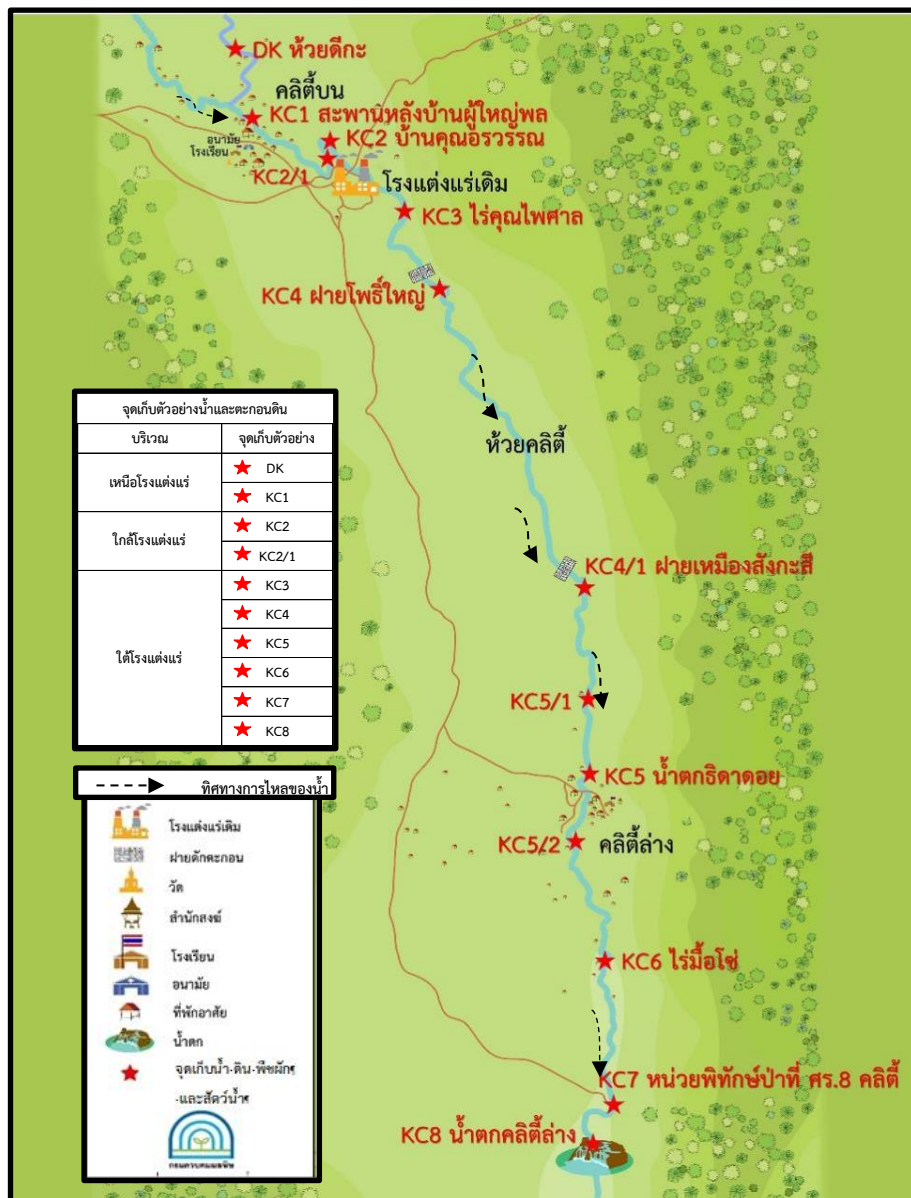 DK ห้วยดีกะ
คลิตี้บน
KC1 สะพานหลังบ้านผู้ใหญ่พล
อนามัย
โรงเรียน
KC2 บ้านคุณอรวรรณ
KC2/1
โรงแต่งแร่เดิม
KC3 ไร่คุณไพศาล
KC4 ฝายโพธิ์ใหญ่
ห้วยคลิตี้
KC4/1 ฝายเหมืองสังกะสี
KC5/1
KC5 น้ำตกธิดาดอย
KC5/2
คลิตี้ล่าง
KC6 ไร่มื้อโซ่
KC7 หน่วยพิทักษ์ป่าที่ ศร.8 คลิตี้
KC8 น้ำตกคลิตี้ล่าง
จุดเก็บตัวอย่างน้ำและตะกอนดิน
บริเวณ จุดเก็บตัวอย่าง
เหนือโรงแต่งแร่
DK
KC1
ใกล้โรงแต่งแร่
KC2
KC2/1
ใต้โรงแต่งแร่
KC3
KC4
KC5
KC6
KC7
KC8
ทิศทางการไหลของน้ำ
โรงแต่งแร่เดิม
ฝายดักตะกอน
วัด
สำนักสงฆ์
โรงเรียน
อนามัย
ที่พักอาศัย
น้ำตก
จุดเก็บน้ำ-ดิน-พืชผัก¶
-และสัตว์น้ำ¶
กรมควบคุมมลพิษ